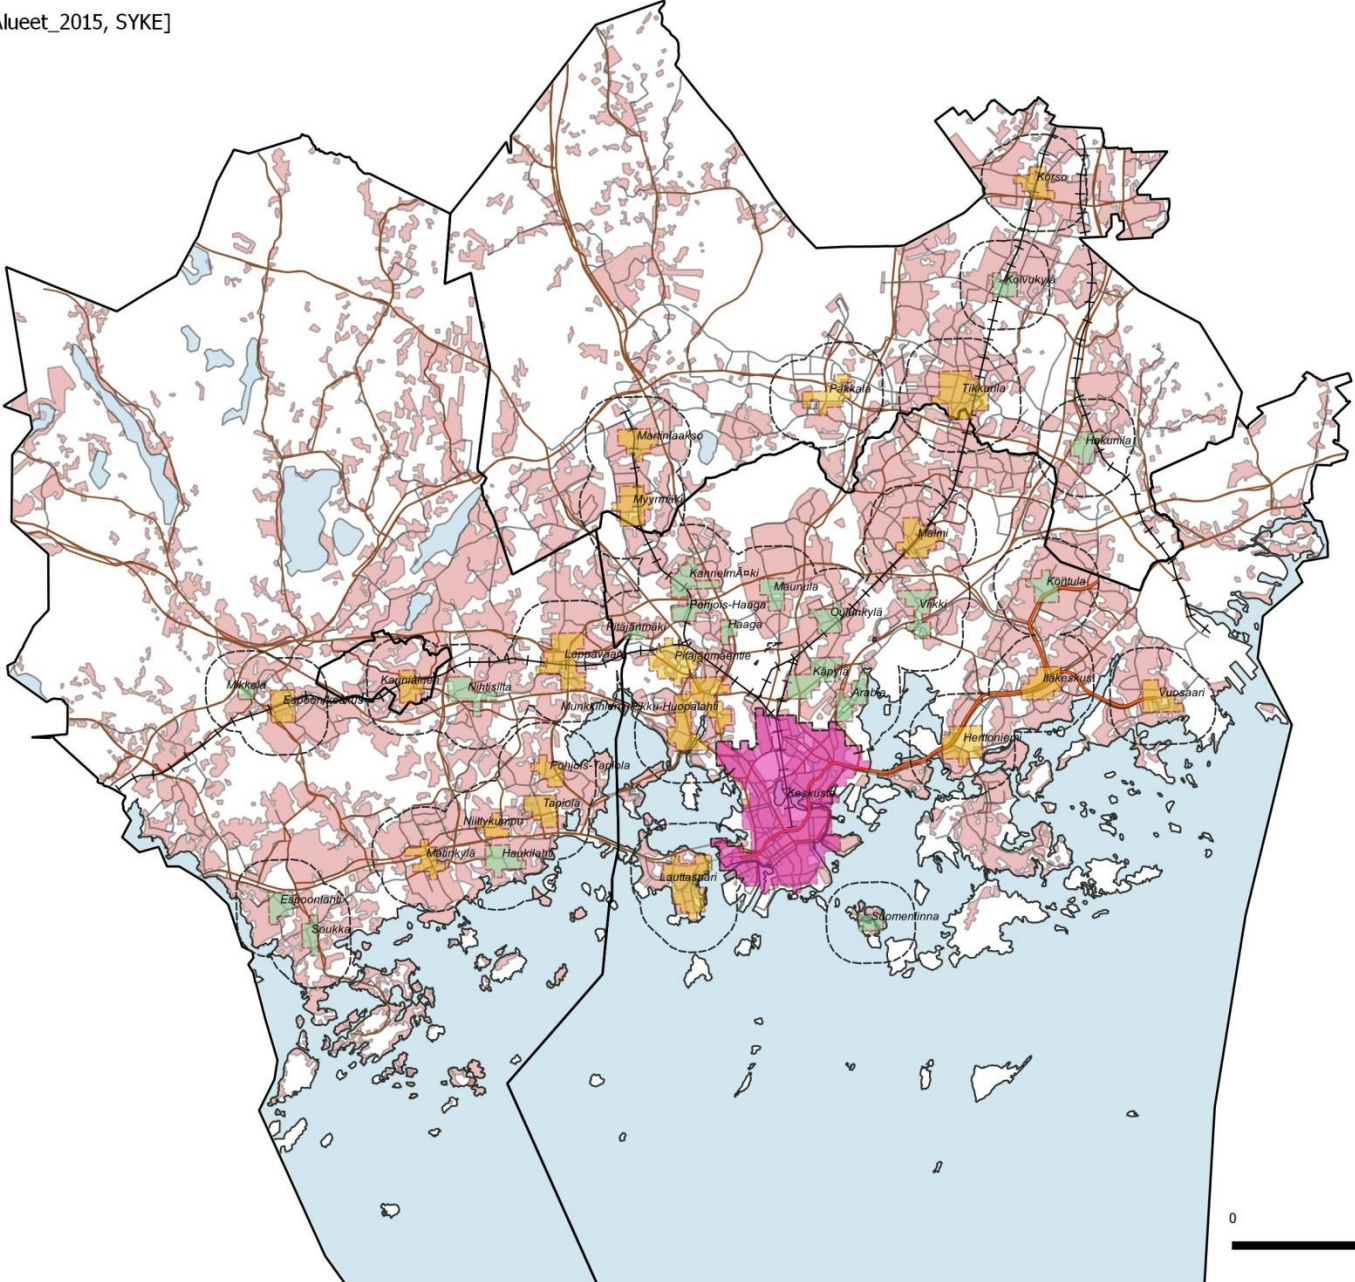 lueet_2015, SYKE]
Korso
Koivukylä
Pakkala
Tikkurila
Martinlaakso
Hakunila
Myyrmäki
Malmi
KannelmÃ¤ki
Maunula
Kontula
Pohjois-Haaga
Viikki
Oulunkylä
Haaga
Pitäjänmäki
Leppävaara
Pitäjänmäentie
Käpylä
Kauniainen
Mikkelä
Nihtisilta
Itäkeskus
Arabia
Vuosaari
Espoonkeskus
Munkkiniemi
Pikku-Huopalahti
Herttoniemi
Pohjois-Tapiola
Keskusta
Tapiola
Niittykumpu
Matinkylä
Haukilahti
Lauttasaari
Espoonlahti
Suomenlinna
Soukka
0